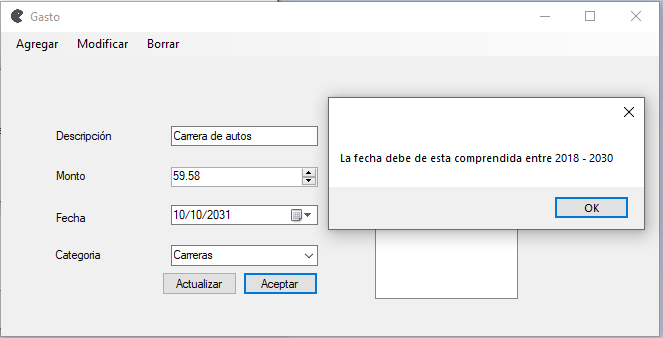 Gasto
Agregar Modificar Borrar
Descripción Carrera de autos
Monto 59.58
Fecha 10/10/2031
Categoria Carreras
Actualizar Aceptar
La fecha debe de esta comprendida entre 2018 - 2030
OK